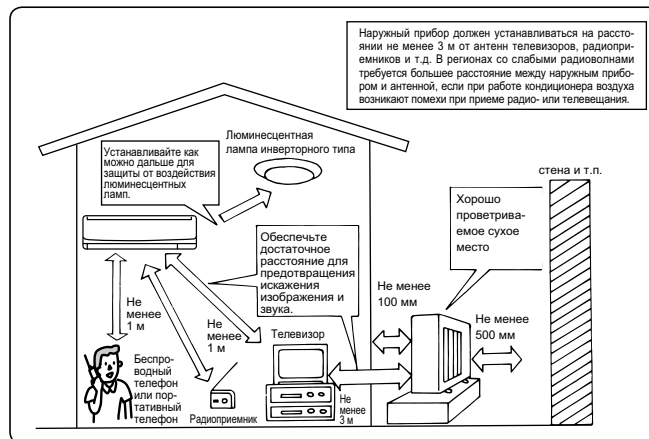 Наружный прибор должен устанавливаться на рассто-
янии не менее 3 м от антенн телевизоров, радиопри-
емников и т.д. В регионах со слабыми радиоволнами
требуется большее расстояние между наружным прибо-
ром и антенной, если при работе кондиционера воздуха
возникают помехи при приеме радио- или телевещания.
Люминесцентная
лампа инверторного типа
Устанавливайте как
можно дальше для
защиты от воздействия
люминесцентных
ламп.
стена и т.п.
Хорошо
проветрива-
емое сухое
место
Обеспечьте
достаточное
расстояние для
предотвращения
искажения
изображения и
звука.
Не менее
100 мм
Не менее
500 мм
Не
менее
1 м
Не
менее
1 м
Телевизор
Беспро-
водный
телефон
или пор-
тативный
телефон
Радиоприемник
Не
менее
3 м